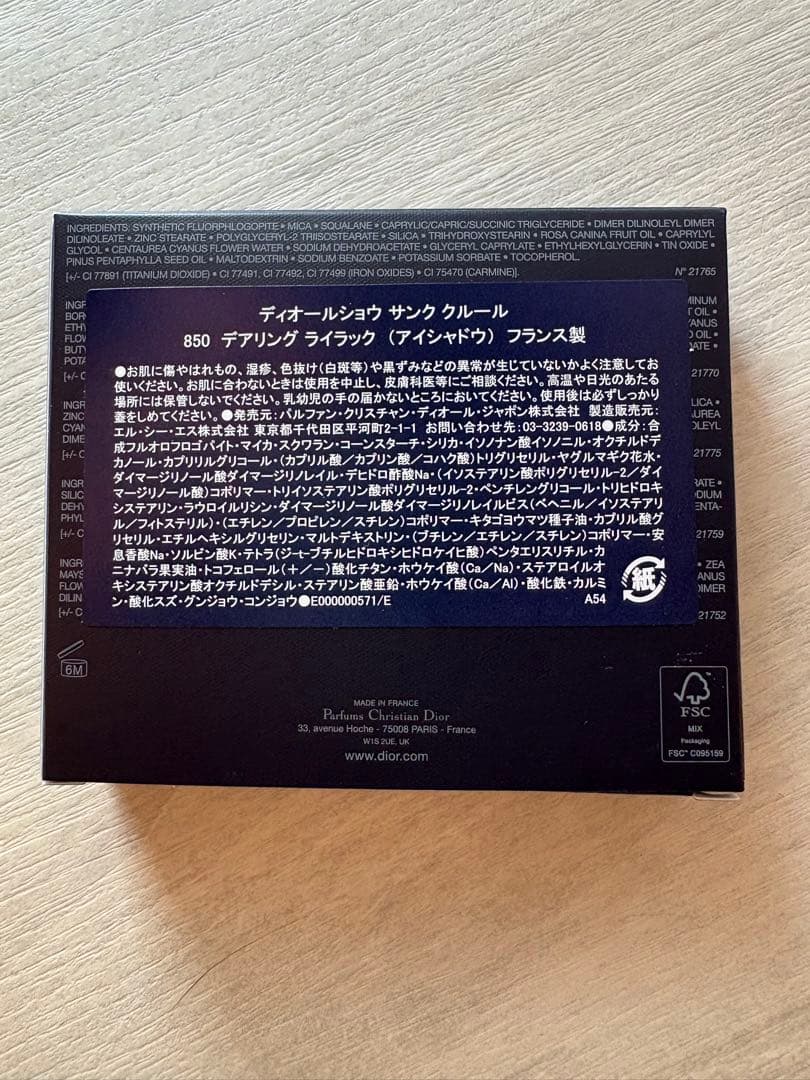 INGREDIENTS: SYNTHETIC FLUORPHLOGOPITE • MICA • SQUALANE • CAPRYLIC/CAPRIC/SUCCINIC TRIGLYCERIDE • DIMER DILINOLEYL DIMER
DILINOLEATE • ZINC STEARATE • POLYGLYCERYL-2 TRIISOSTEARATE • SILICA • TRIHYDROXYSTEARIN • ROSA CANINA FRUIT OIL • CAPRYLYL
GLYCOL • CENTAUREA CYANUS FLOWER WATER • SODIUM DEHYDROACETATE • GLYCERYL CAPRYLATE • ETHYLHEXYLGLYCERIN • TIN OXIDE •
PINUS PENTAPHYLLA SEED OIL • MALTODEXTRIN • SODIUM BENZOATE • POTASSIUM SORBATE • TOCOPHEROL.
[+/- CI 77891 (TITANIUM DIOXIDE) • CI 77491, CI 77492, CI 77499 (IRON OXIDES) • CI 75470 (CARMINE)]. N° 21765
ディオールショウ サンク クルール
850 デアリング ライラック (アイシャドウ) フランス製
●お肌に傷やはれもの、湿疹、色抜け(白斑等)や黒ずみなどの異常が生じていないかよく注意してお
使いください。お肌に合わないときは使用を中止し、皮膚科医等にご相談ください。高温や日光のあたる
場所には保管しないでください。乳幼児の手の届かないところにおいてください。使用後は必ずしっかり
蓋をしめてください。●発売元:パルファン・クリスチャン・ディオール・ジャポン株式会社 製造販売元:
エル・シー・エス株式会社 東京都千代田区平河町2-1-1 お問い合わせ先:03-3239-0618●成分:合
成フルオロフロゴパイト・マイカ・スクワラン・コーンスターチ・シリカ・イソノナン酸イソノニル・オクチルドデ
カノール・カプリリルグリコール・(カプリル酸/カプリン酸/コハク酸)トリグリセリル・ヤグルマギク花水・
ダイマージリノール酸ダイマージリノレイル・デヒドロ酢酸Na・(イソステアリン酸ポリグリセリル-2/ダイ
マージリノール酸)コポリマー・トリイソステアリン酸ポリグリセリル-2・ペンチレングリコール・トリヒドロキ
システアリン・ラウロイルリシン・ダイマージリノール酸ダイマージリノレイルビス(ベヘニル/イソステアリ
ル/フィトステリル)・(エチレン/プロピレン/スチレン)コポリマー・キタゴヨウマツ種子油・カプリル酸グ
リセリル・エチルヘキシルグリセリン・マルトデキストリン・(ブチレン/エチレン/スチレン)コポリマー・安
息香酸Na・ソルビン酸K・テトラ(ジ-t-ブチルヒドロキシヒドロケイヒ酸)ペンタエリスリチル・カ
ニナバラ果実油・トコフェロール(+/-)酸化チタン・ホウケイ酸(Ca/Na)・ステアロイルオ
キシステアリン酸オクチルドデシル・ステアリン酸亜鉛・ホウケイ酸(Ca/Al)・酸化鉄・カルミ
ン・酸化スズ・グンジョウ・コンジョウ●E000000571/E A54
紙
21770
21775
21759
21752
6M
MADE IN FRANCE
Parfums Christian Dior
33, avenue Hoche - 75008 PARIS - France
W1S 2UE, UK
www.dior.com
FSC
MIX
Packaging
FSC™ C095159